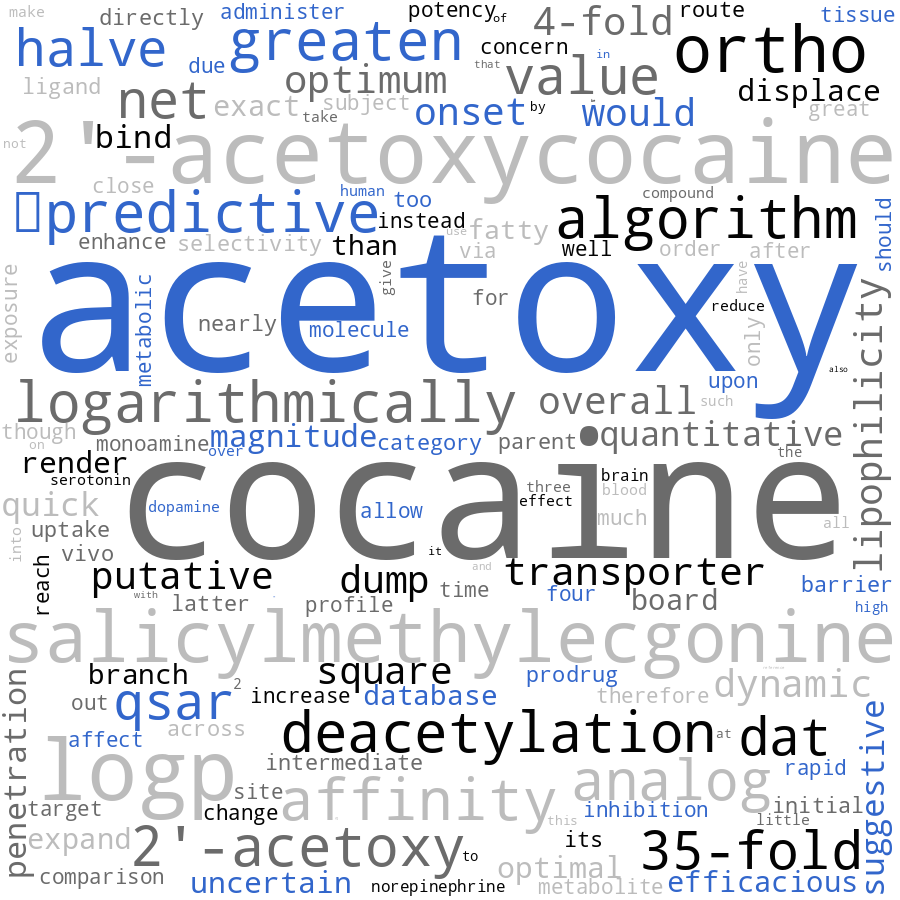 make directly administer potency of 4-fold route tissue
halve due greaten concern in ortho
ligand optimum that value displace
net exact subject take onset by would great
not 2'-acetoxycocaine bind
close human compound
▯predictive too instead algorithm should
enhance selectivity than use fatty via well order after
exposure metabolic acetoxy give for have reduce only
nearly molecule also
logarithmically overall upon such lipophilicity
though on monoamine over magnitude category parent •quantitative the
render serotonin cocaine three effect brain blood
quick dopamine allow much all
into uptake vivo it
reach putative with dump and transporter barrier
latter profile time four board high
salicylmethylecgonine
branch square prodrug
out qsar 2 increase database therefore dynamic
penetration affect across deacetylation at dat suggestive
logp intermediate analog rapid
target site change affinity this inhibition initial little
expand 2'-acetoxy to its 35-fold
comparison uncertain norepinephrine optimal metabolite efficacious